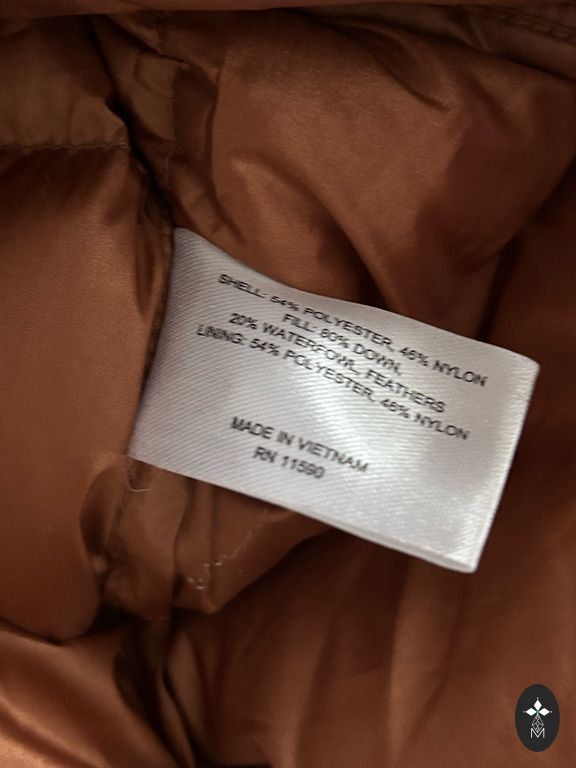 SHELL: 54% POLYESTER, 46% NYLON
FILL: 80% DOWN,
20% WATERFOWL, FEATHERS
LINING: 54% POLYESTER, 46% NYLON
MADE IN VIETNAM
RN 11590
M